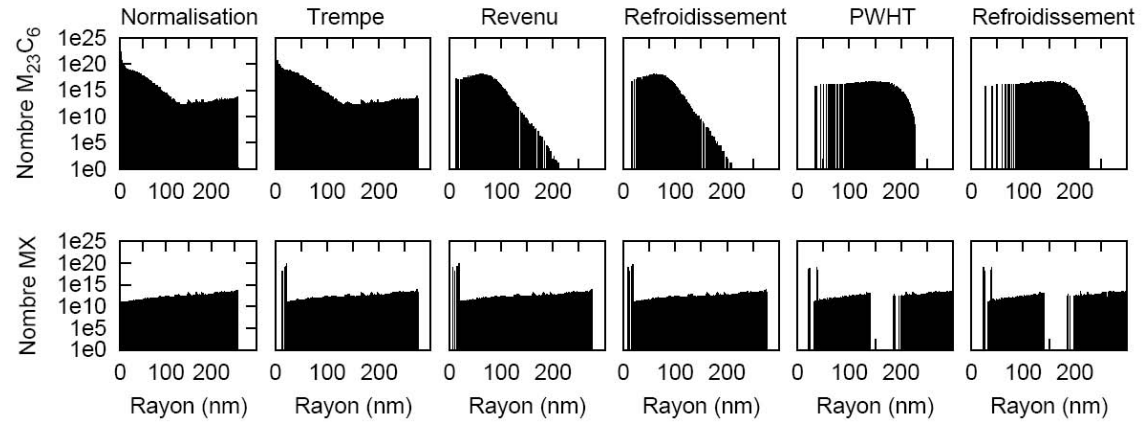 Normalisation Trempe Revenu Refroidissement PWHT Refroidissement
Nombre M23C6
1e25
1e20
1e15
1e10
1e5
1e0
0 100 200 0 100 200 0 100 200 0 100 200 0 100 200 0 100 200
Nombre MX
1e25
1e20
1e15
1e10
1e5
1e0
0 100 200 0 100 200 0 100 200 0 100 200 0 100 200 0 100 200
Rayon (nm) Rayon (nm) Rayon (nm) Rayon (nm) Rayon (nm) Rayon (nm)